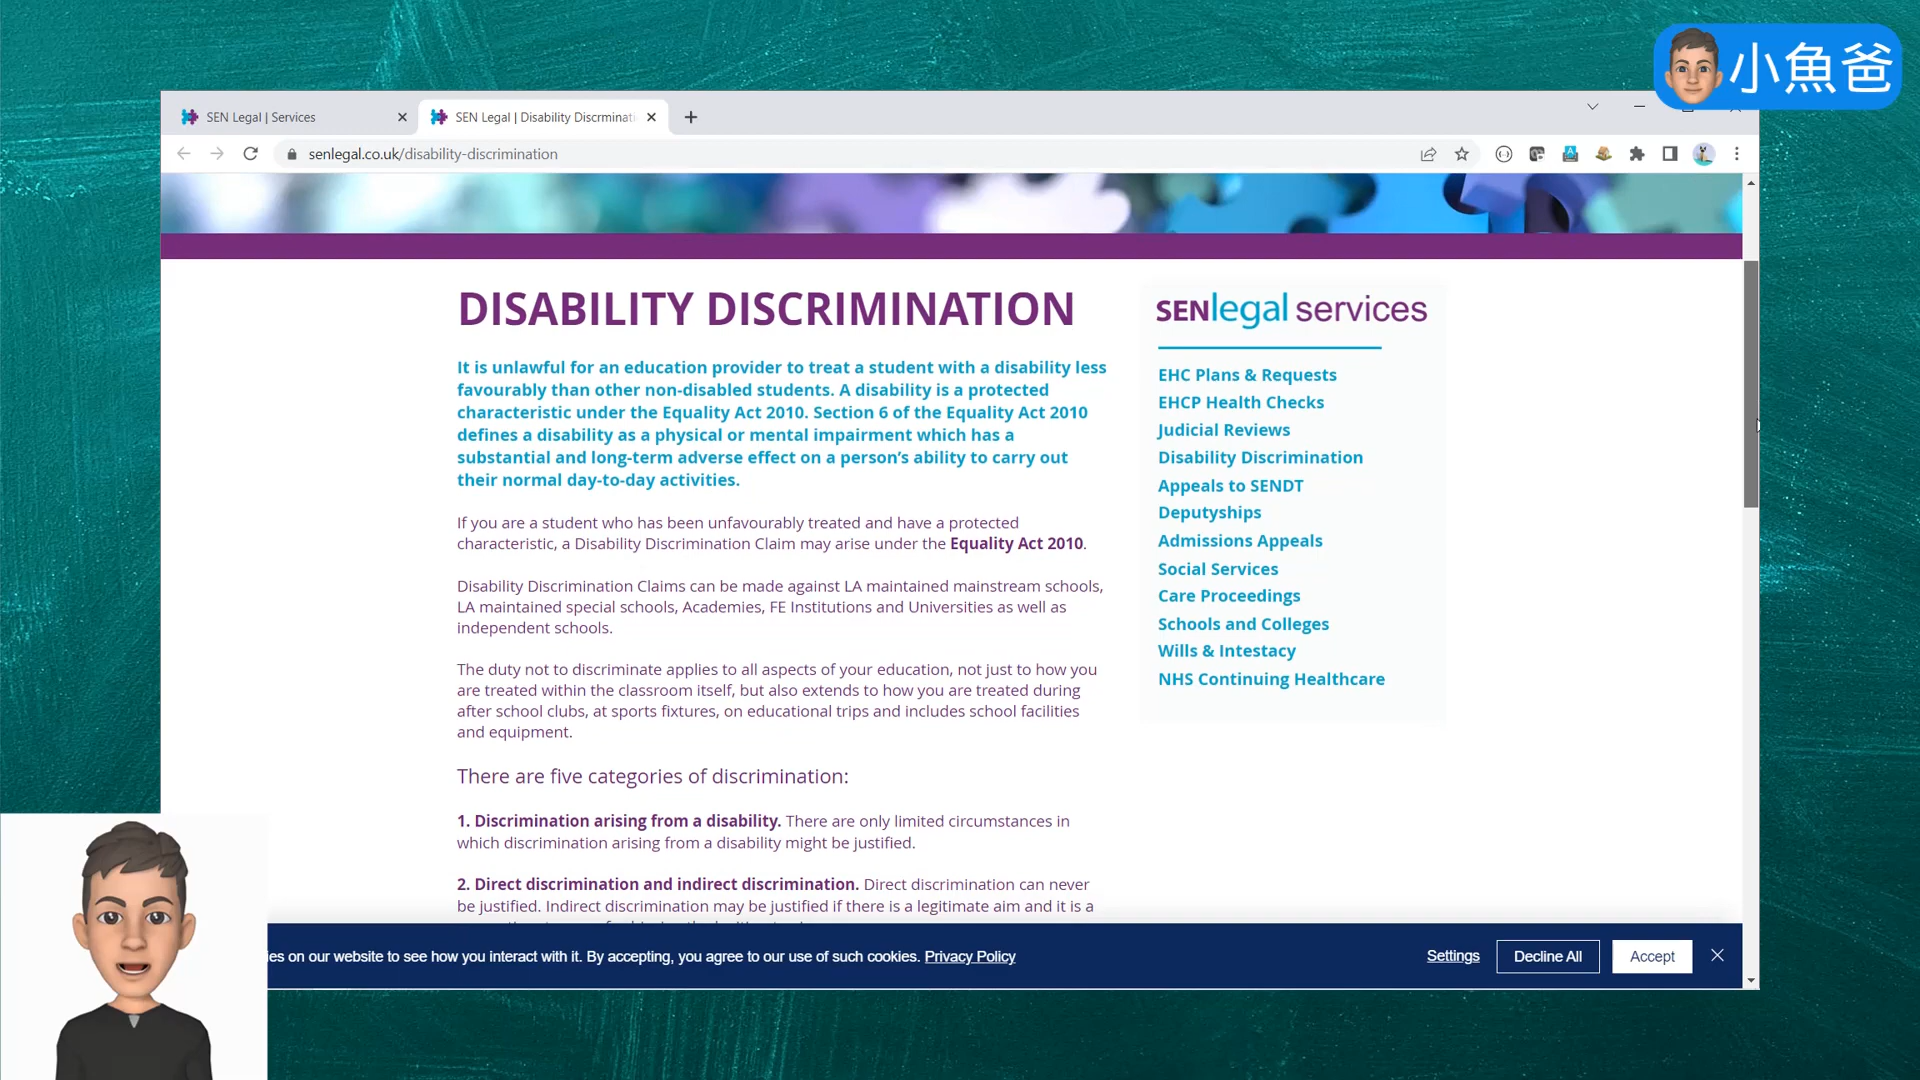 小魚爸
SEN Legal | Services
SEN Legal | Disability Discrminati
senlegal.co.uk/disability-discrimination
DISABILITY DISCRIMINATION
It is unlawful for an education provider to treat a student with a disability less
favourably than other non-disabled students. A disability is a protected
characteristic under the Equality Act 2010. Section 6 of the Equality Act 2010
defines a disability as a physical or mental impairment which has a
substantial and long-term adverse effect on a person's ability to carry out
their normal day-to-day activities.
If you are a student who has been unfavourably treated and have a protected
characteristic, a Disability Discrimination Claim may arise under the Equality Act 2010.
Disability Discrimination Claims can be made against LA maintained mainstream schools,
LA maintained special schools, Academies, FE Institutions and Universities as well as
independent schools.
The duty not to discriminate applies to all aspects of your education, not just to how you
are treated within the classroom itself, but also extends to how you are treated during
after school clubs, at sports fixtures, on educational trips and includes school facilities
and equipment.
There are five categories of discrimination:
1. Discrimination arising from a disability. There are only limited circumstances in
which discrimination arising from a disability might be justified.
2. Direct discrimination and indirect discrimination. Direct discrimination can never
be justified. Indirect discrimination may be justified if there is a legitimate aim and it is a
SENlegal services
EHC Plans & Requests
EHCP Health Checks
Judicial Reviews
Disability Discrimination
Appeals to SENDT
Deputyships
Admissions Appeals
Social Services
Care Proceedings
Schools and Colleges
Wills & Intestacy
NHS Continuing Healthcare
es on our website to see how you interact with it. By accepting, you agree to our use of such cookies. Privacy Policy
Settings
Decline All
Accept